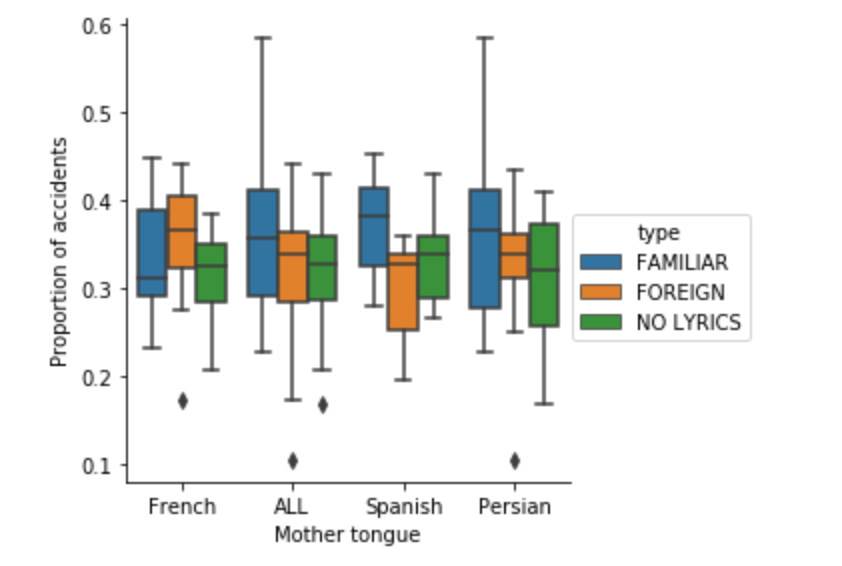 0.6
0.5
0.4
0.3
0.2
0.1
Proportion of accidents
French ALL Spanish Persian
Mother tongue
type
FAMILIAR
FOREIGN
NO LYRICS